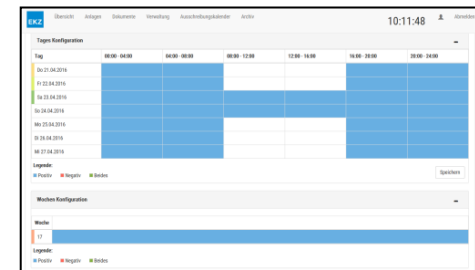 EKZ Übersicht Anlagen Dokumente Verwaltung Ausschreibungskalender Archiv 10:11:48 Abmelden
Tages Konfiguration
Tag 00:00 - 04:00 04:00 - 08:00 08:00 - 12:00 12:00 - 16:00 16:00 - 20:00 20:00 - 24:00
Do 21.04.2016
Fr 22.04.2016
Sa 23.04.2016
So 24.04.2016
Mo 25.04.2016
Di 26.04.2016
Mi 27.04.2016
Legende:
Positiv Negativ Beides Speichern
Wochen Konfiguration
Woche
17
Legende:
Positiv Negativ Beides